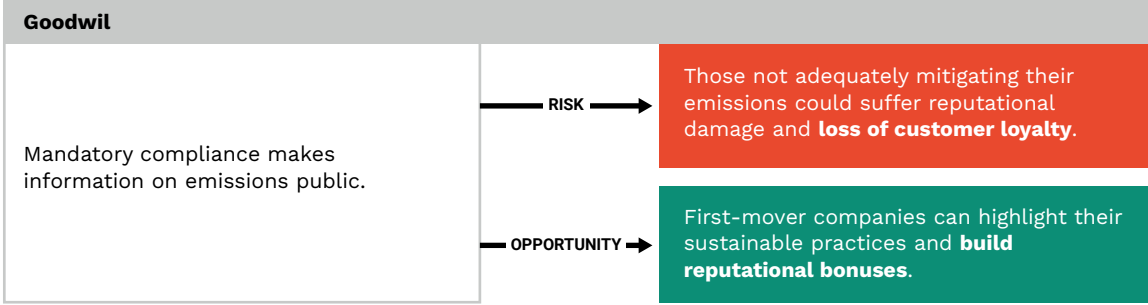 Goodwil
Mandatory compliance makes
information on emissions public.
RISK
Those not adequately mitigating their
emissions could suffer reputational
damage and loss of customer loyalty.
OPPORTUNITY
First-mover companies can highlight their
sustainable practices and build
reputational bonuses.